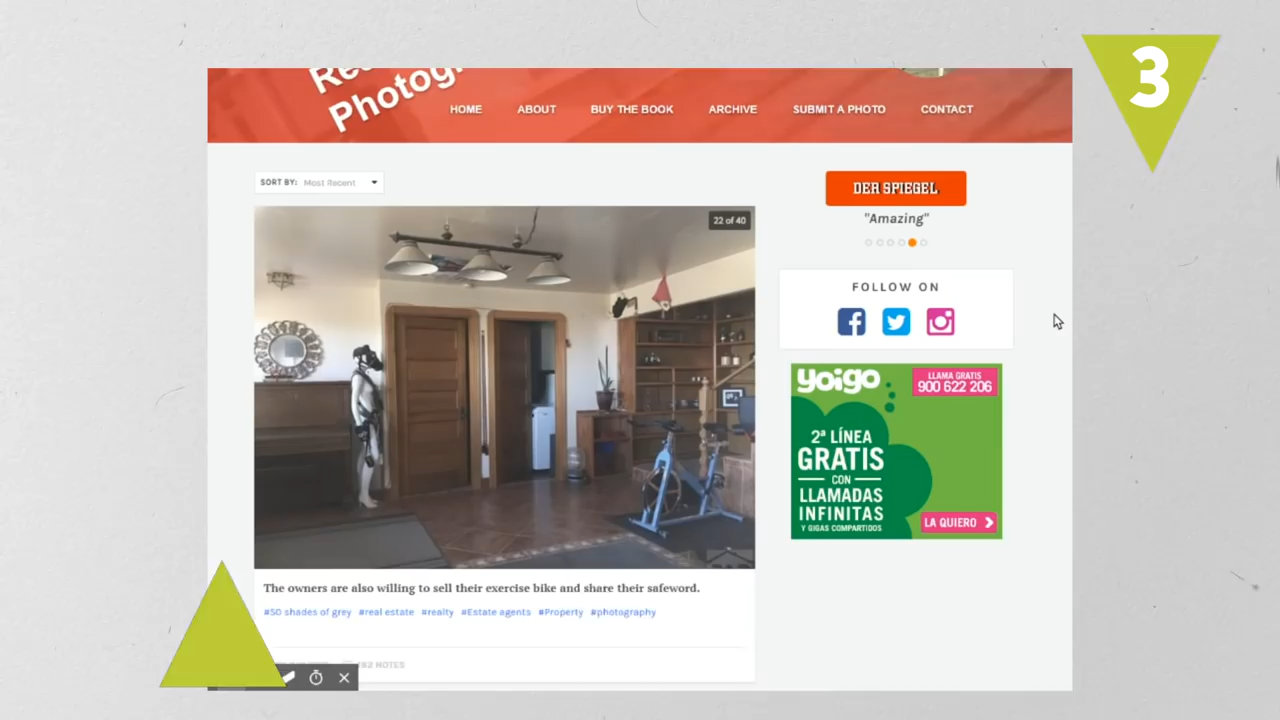 3
Photogr
HOME ABOUT BUY THE BOOK ARCHIVE SUBMIT A PHOTO CONTACT
SORT BY: Most Recent
22 of 40
DER SPIEGEL
"Amazing"
FOLLOW ON
yoigo
LLAMA GRATIS
900 622 206
2ª LÍNEA
GRATIS
CON
LLAMADAS
INFINITAS
Y GIGAS COMPARTIDOS
LA QUIERO
The owners are also willing to sell their exercise bike and share their safeword.
#50 shades of grey #real estate #realty #Estate agents #Property #photography
NOTES